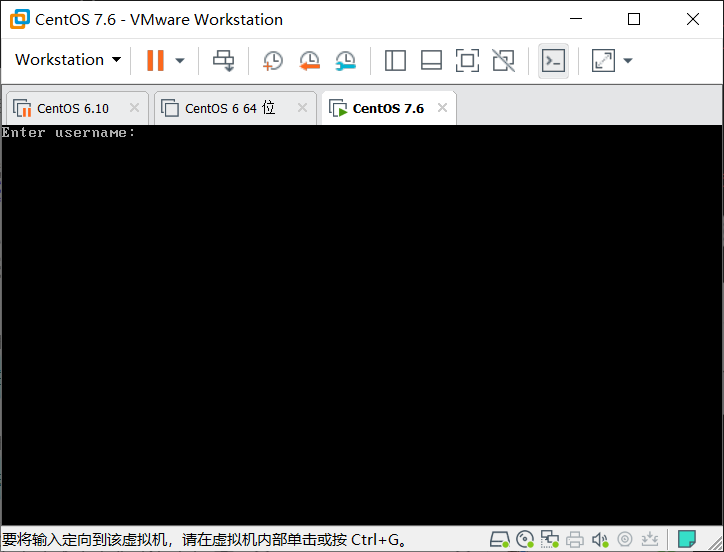 CentOS 7.6 - VMware Workstation
Workstation
CentOS 6.10
CentOS 6 64 位
CentOS 7.6
Enter username:
要将输入定向到该虚拟机，请在虚拟机内部单击或按 Ctrl+G。